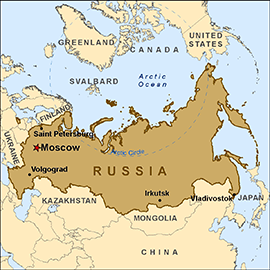 GREENLAND
CANADA
UNITED
STATES
SVALBARD
Arctic
Ocean
FINLAND
Saint Petersburg
UKRAINE
Moscow
Arctic Circle
Volgograd
RUSSIA
Irkutsk
Vladivostok
KAZAKHSTAN
MONGOLIA
JAPAN
CHINA